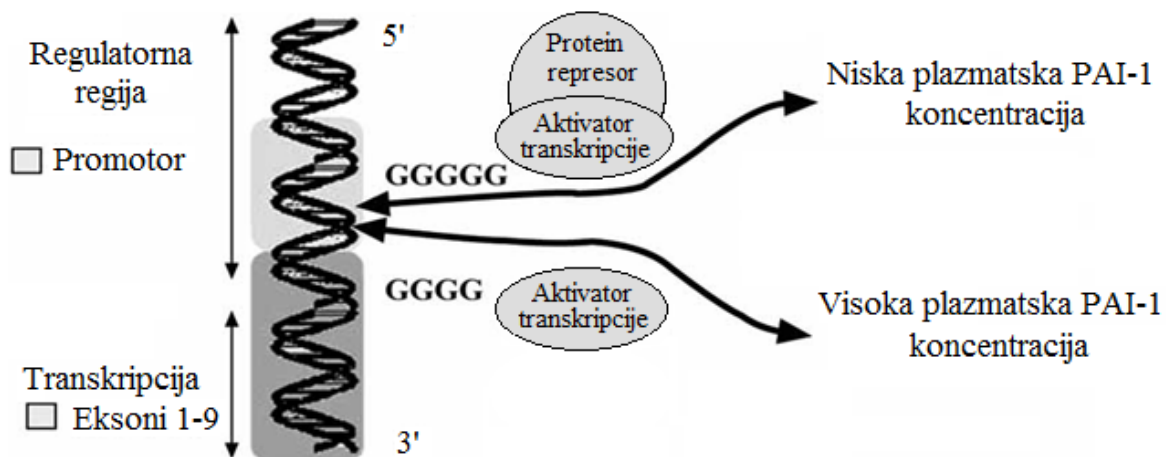 Regulatorna
regija
Promotor
Transkripcija
Eksoni 1-9
5'
3'
GGGGG
GGGG
Protein
represor
Aktivator
transkripcije
Aktivator
transkripcije
Niska plazmatska PAI-1
koncentracija
Visoka plazmatska PAI-1
koncentracija